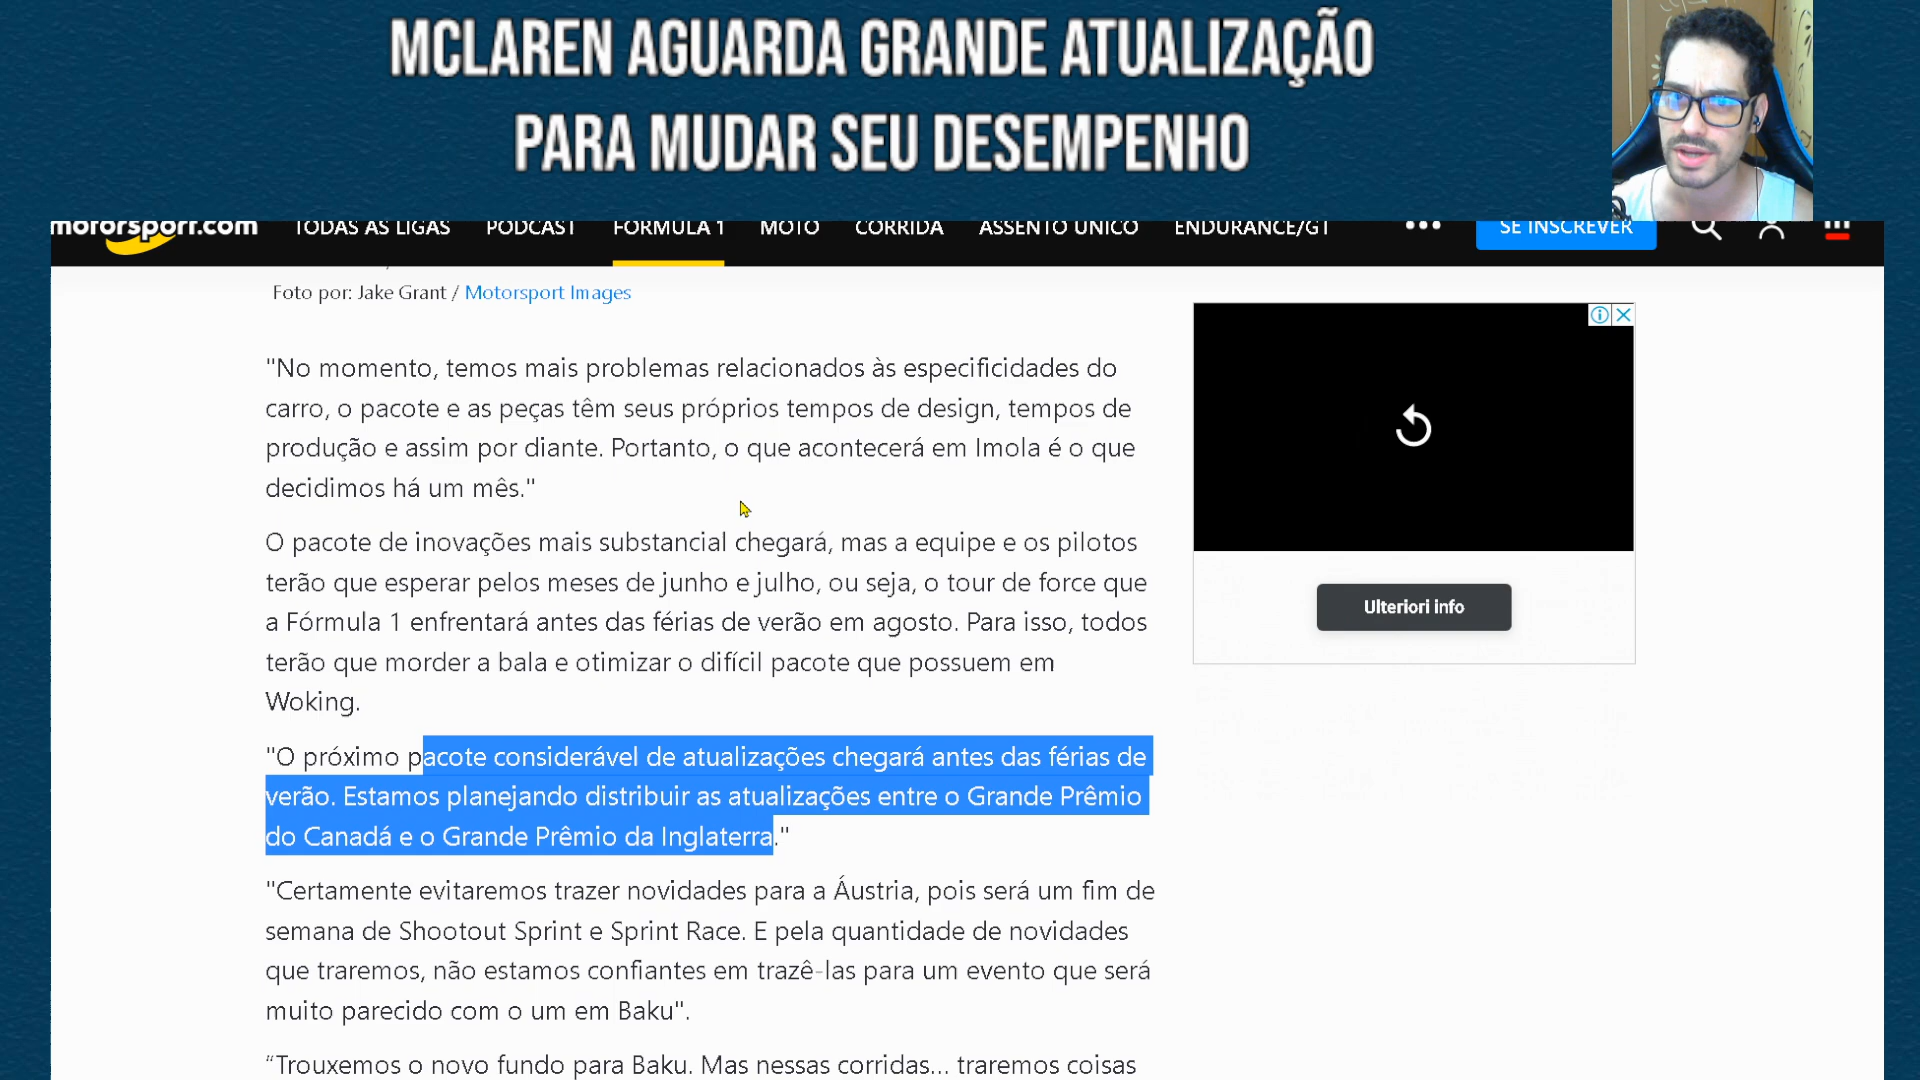 MCLAREN AGUARDA GRANDE ATUALIZAÇÃO
PARA MUDAR SEU DESEMPENHO
motorsport.com TODAS AS LIGAS PODCAST FÓRMULA 1 MOTO CORRIDA ASSENTO ÚNICO ENDURANCE/GT SE INSCREVER
Foto por: Jake Grant / Motorsport Images
"No momento, temos mais problemas relacionados às especificidades do
carro, o pacote e as peças têm seus próprios tempos de design, tempos de
produção e assim por diante. Portanto, o que acontecerá em Imola é o que
decidimos há um mês."
O pacote de inovações mais substancial chegará, mas a equipe e os pilotos
terão que esperar pelos meses de junho e julho, ou seja, o tour de force que
a Fórmula 1 enfrentará antes das férias de verão em agosto. Para isso, todos
terão que morder a bala e otimizar o difícil pacote que possuem em
Woking.
"O próximo pacote considerável de atualizações chegará antes das férias de
verão. Estamos planejando distribuir as atualizações entre o Grande Prêmio
do Canadá e o Grande Prêmio da Inglaterra."
"Certamente evitaremos trazer novidades para a Áustria, pois será um fim de
semana de Shootout Sprint e Sprint Race. E pela quantidade de novidades
que traremos, não estamos confiantes em trazê-las para um evento que será
muito parecido com o um em Baku".
“Trouxemos o novo fundo para Baku. Mas nessas corridas... traremos coisas
Ulteriori info